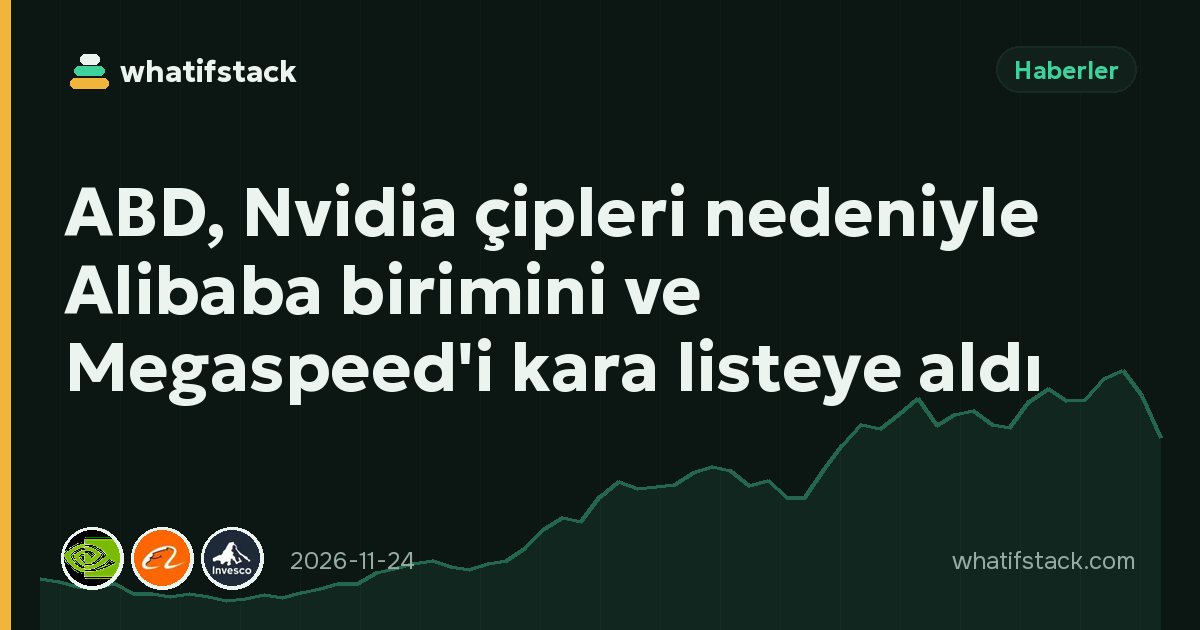 whatifstack
Haberler
ABD, Nvidia çipleri nedeniyle
Alibaba birimini ve
Megaspeed'i kara listeye aldı
Invesco
2026-11-24
whatifstack.com